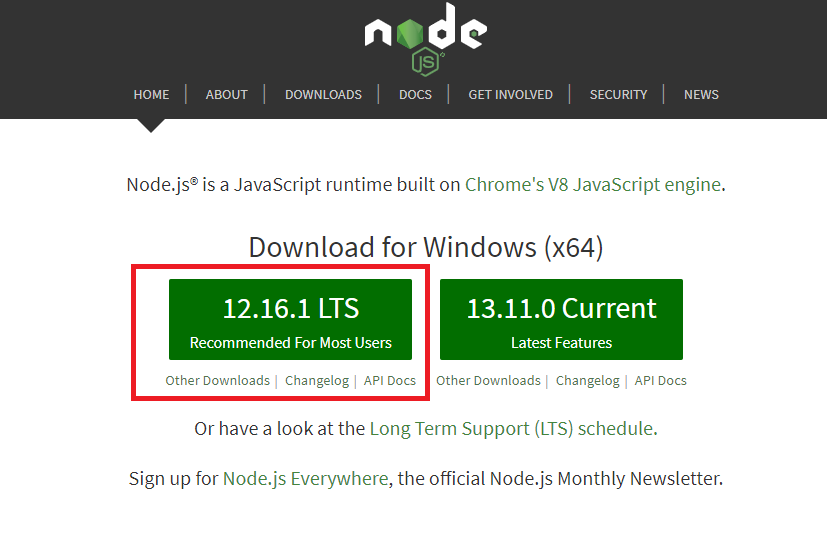 node
JS
HOME | ABOUT | DOWNLOADS | DOCS | GET INVOLVED | SECURITY | NEWS
Node.js® is a JavaScript runtime built on Chrome's V8 JavaScript engine.
Download for Windows (x64)
12.16.1 LTS
Recommended For Most Users
Other Downloads | Changelog | API Docs
13.11.0 Current
Latest Features
Other Downloads | Changelog | API Docs
Or have a look at the Long Term Support (LTS) schedule.
Sign up for Node.js Everywhere, the official Node.js Monthly Newsletter.